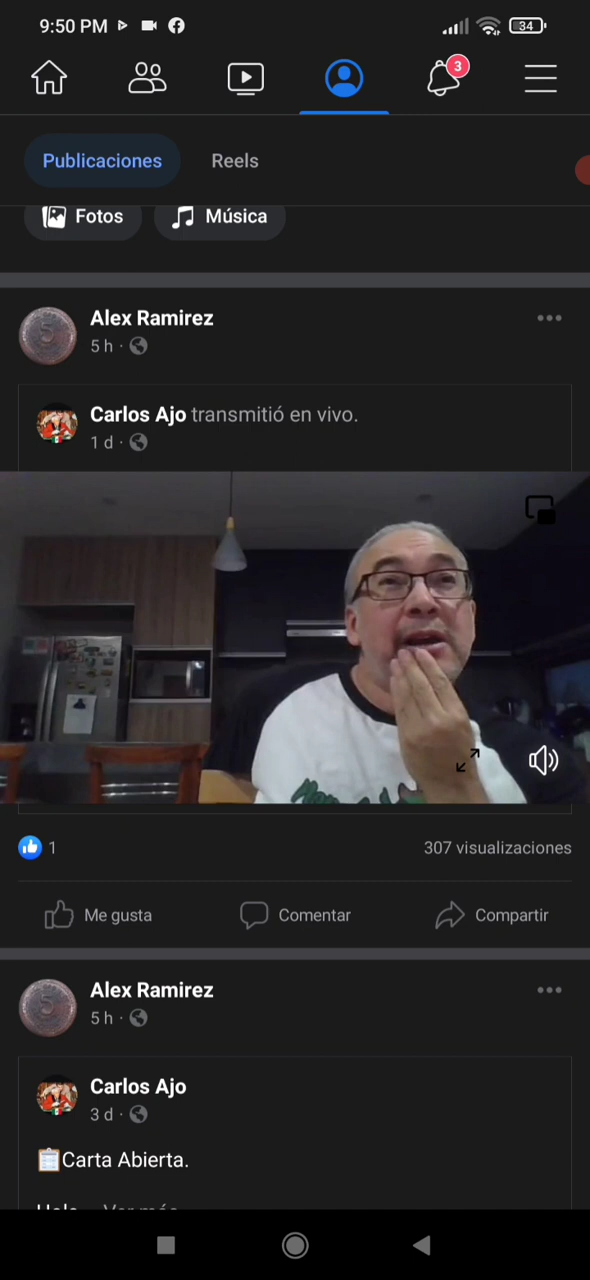 9:50 PM
34
3
Publicaciones
Reels
Fotos
Música
Alex Ramirez
5 h ·
Carlos Ajo transmitió en vivo.
1 d ·
1
307 visualizaciones
Me gusta
Comentar
Compartir
Alex Ramirez
5 h ·
Carlos Ajo
3 d ·
📋Carta Abierta.